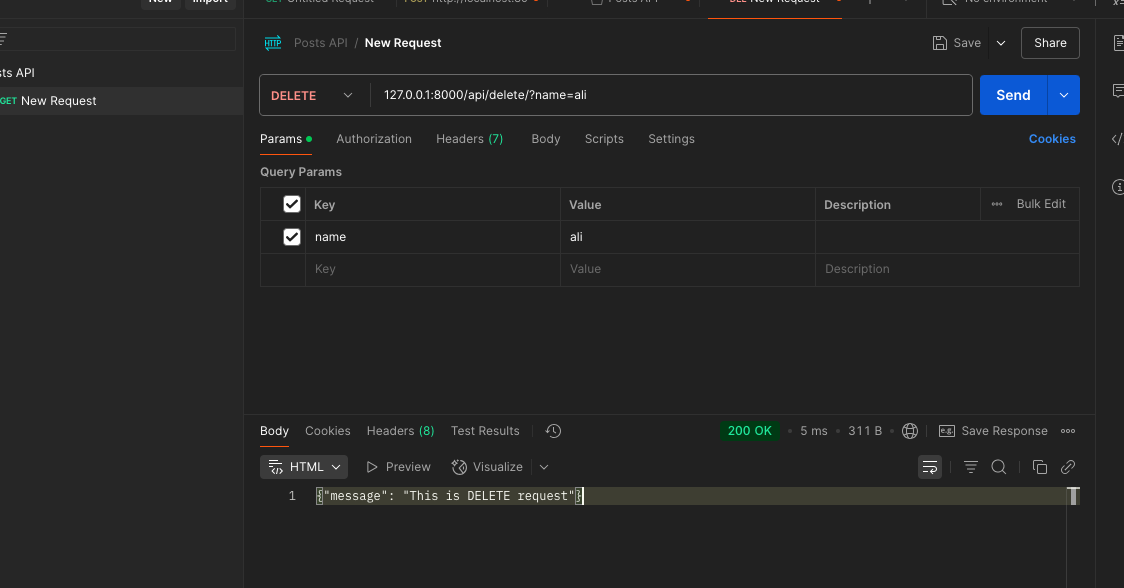 New Import
GET Untitled Request POST http://localhost:80 Posts API DEL New Request No environment
Posts API / New Request Save Share
sts API
GET New Request
DELETE 127.0.0.1:8000/api/delete/?name=ali Send
Params Authorization Headers (7) Body Scripts Settings Cookies
Query Params
Key Value Description Bulk Edit
name ali
Key Value Description
Body Cookies Headers (8) Test Results 200 OK 5 ms 311 B Save Response
HTML Preview Visualize
1 {"message": "This is DELETE request"}